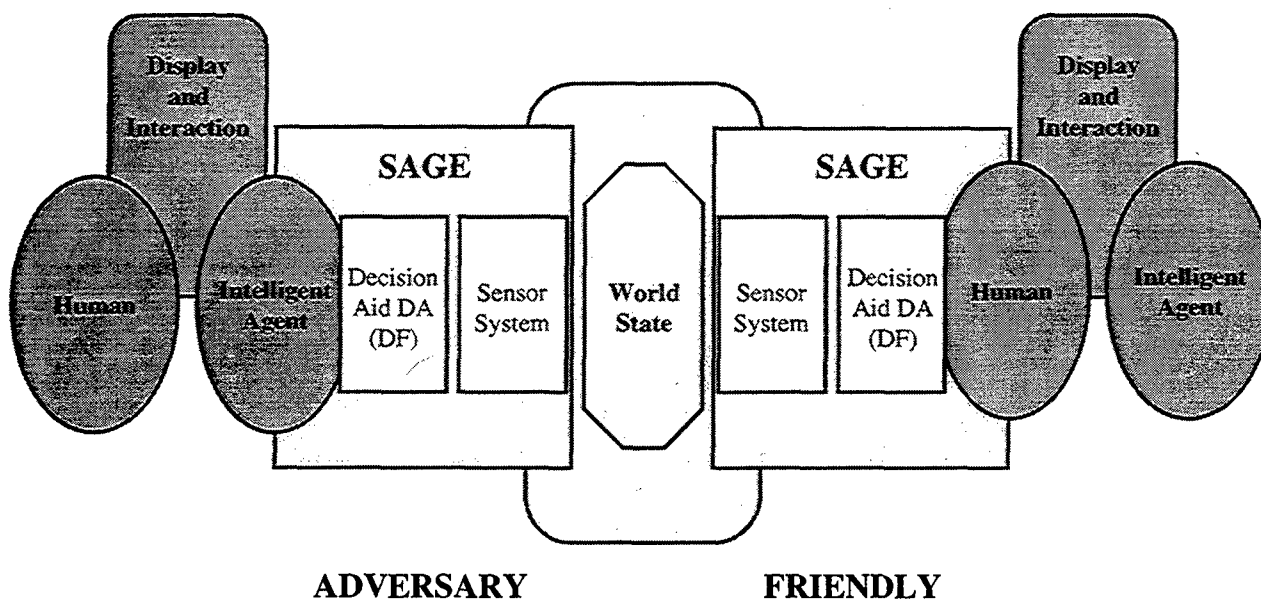 Display
and
Interaction
SAGE
Human
Intelligent
Agent
Decision
Aid DA
(DF)
Sensor
System
World
State
Display
and
Interaction
SAGE
Sensor
System
Decision
Aid DA
(DF)
Human
Intelligent
Agent
ADVERSARY
FRIENDLY